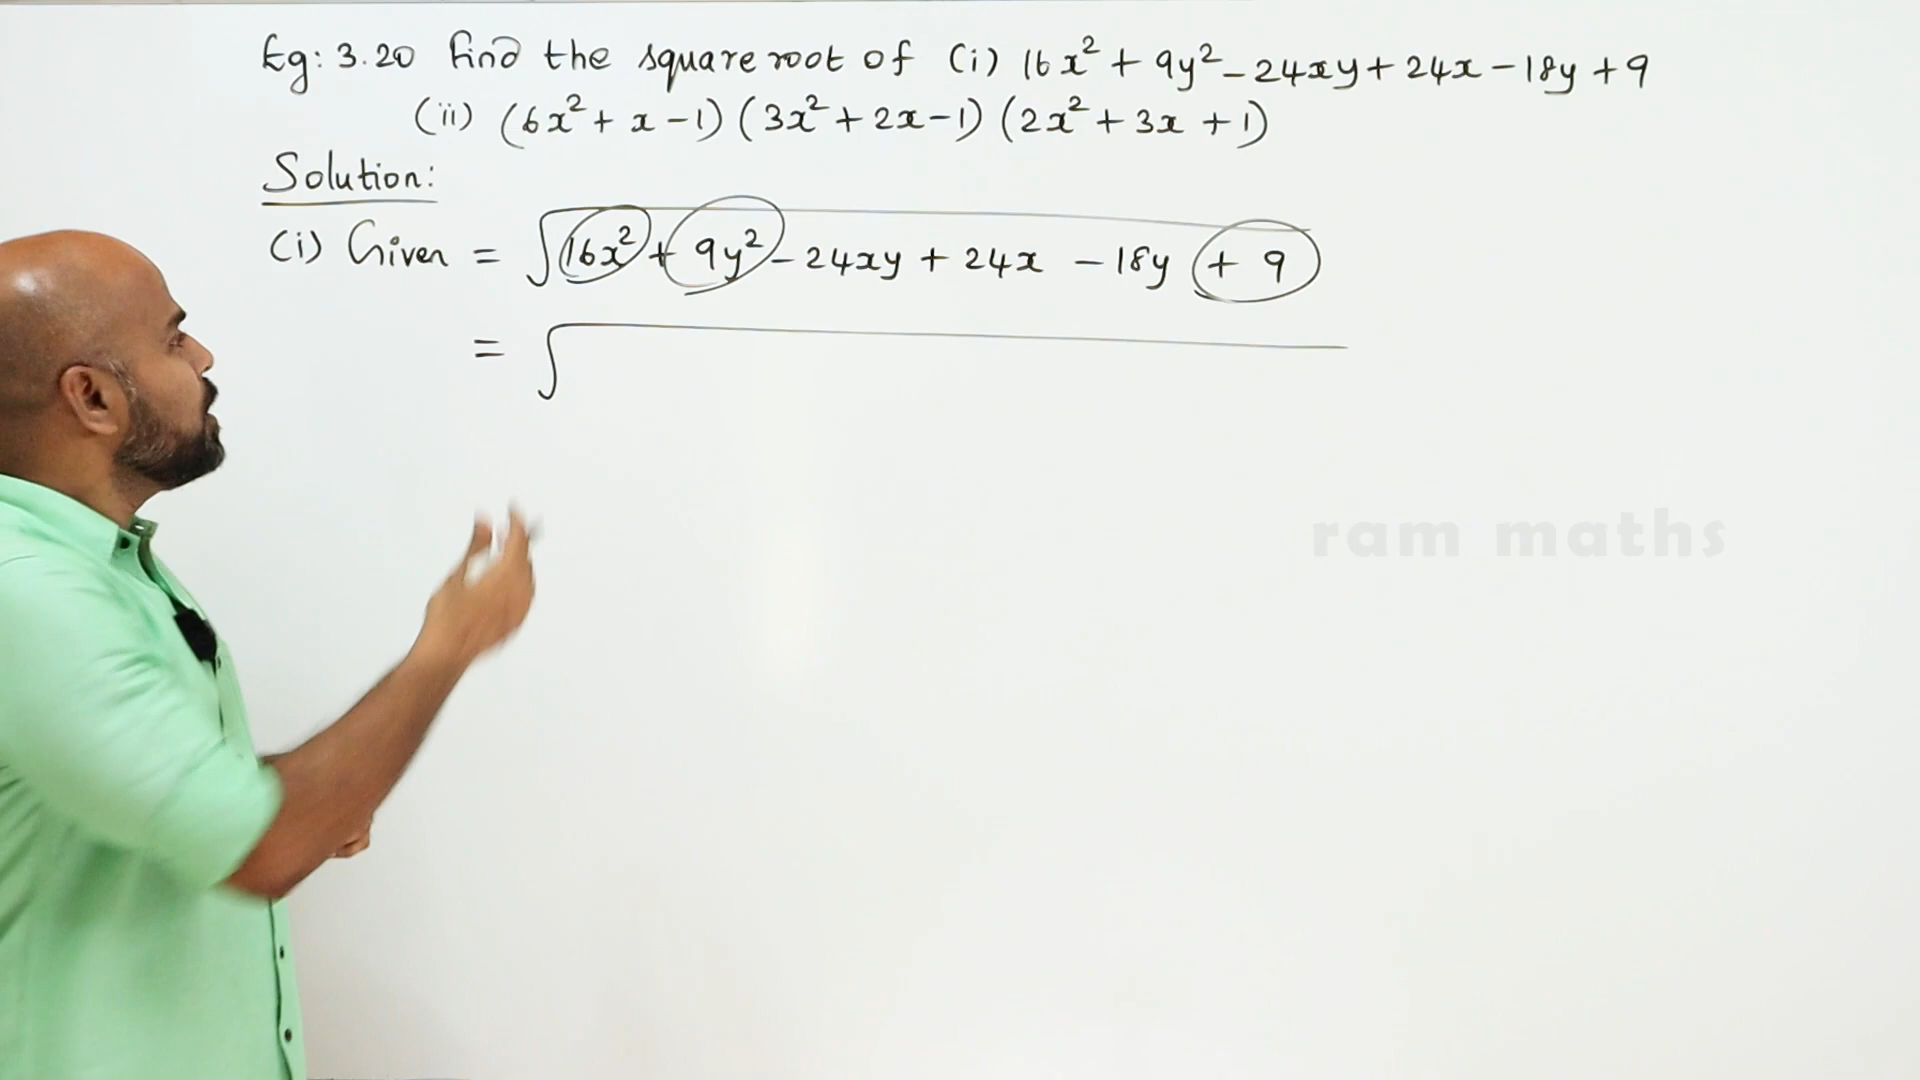 Eg: 3.20 Find the square root of (i) 16x² + 9y² - 24xy + 24x - 18y + 9
(ii) (6x² + x - 1) (3x² + 2x - 1) (2x² + 3x + 1)
Solution:
(i) Given = √16x² + 9y² - 24xy + 24x - 18y + 9
= √
ram maths